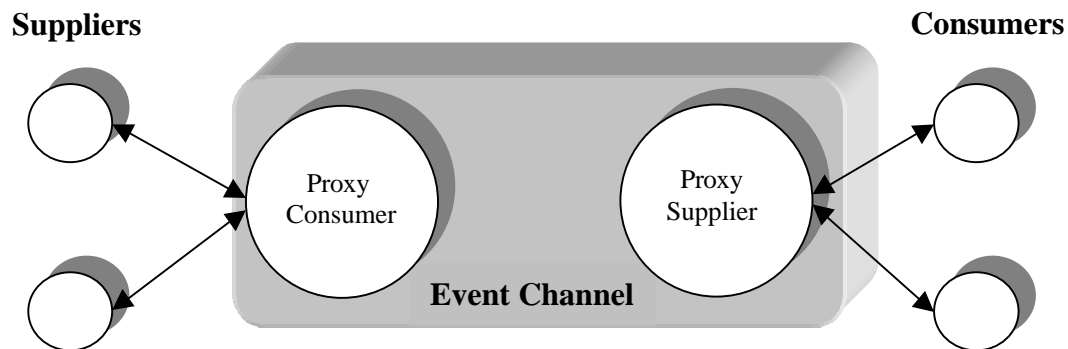 Suppliers
Consumers
Proxy
Consumer
Proxy
Supplier
Event Channel